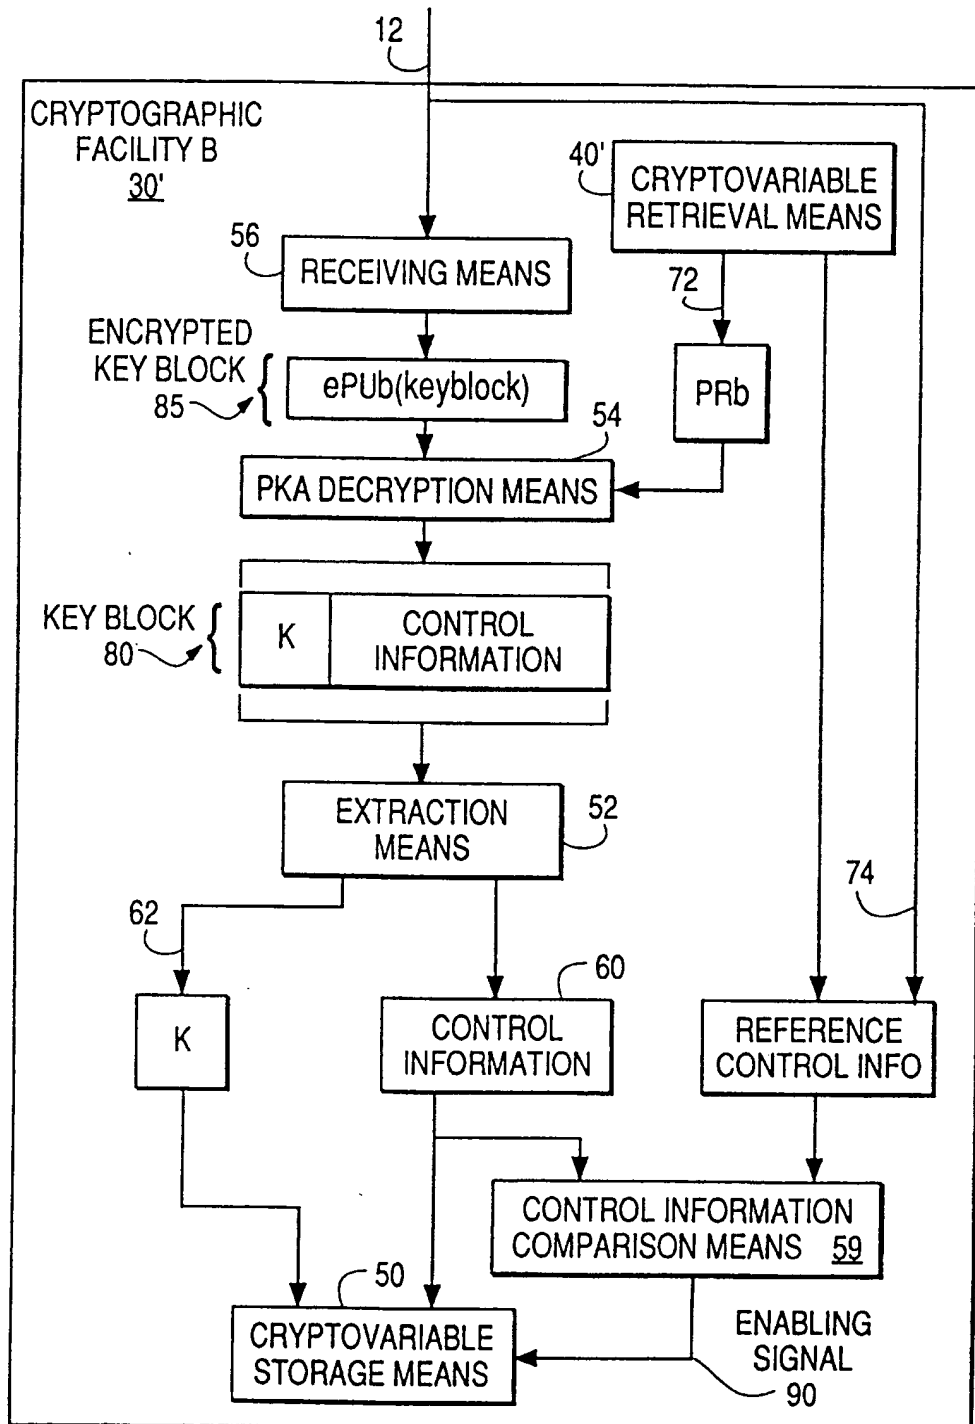 12
CRYPTOGRAPHIC
FACILITY B
30'
40'
CRYPTOVARIABLE
RETRIEVAL MEANS
56
RECEIVING MEANS
72
ENCRYPTED
KEY BLOCK
85
ePUb(keyblock)
PRb
54
PKA DECRYPTION MEANS
KEY BLOCK
80
K
CONTROL
INFORMATION
EXTRACTION
MEANS
52
62
74
60
K
CONTROL
INFORMATION
REFERENCE
CONTROL INFO
CONTROL INFORMATION
COMPARISON MEANS 59
50
CRYPTOVARIABLE
STORAGE MEANS
ENABLING
SIGNAL
90